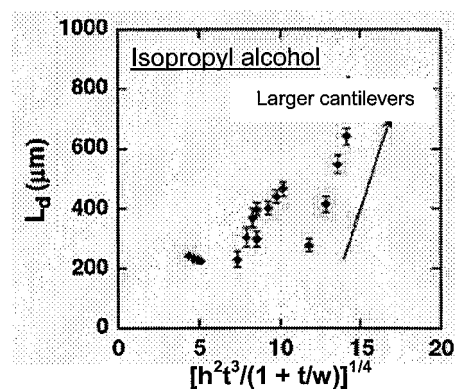 Isopropyl alcohol
Larger cantilevers
1000
800
600
400
200
0
L_d (μm)
0 5 10 15 20
[h²t³/(1 + t/w)]^1/4